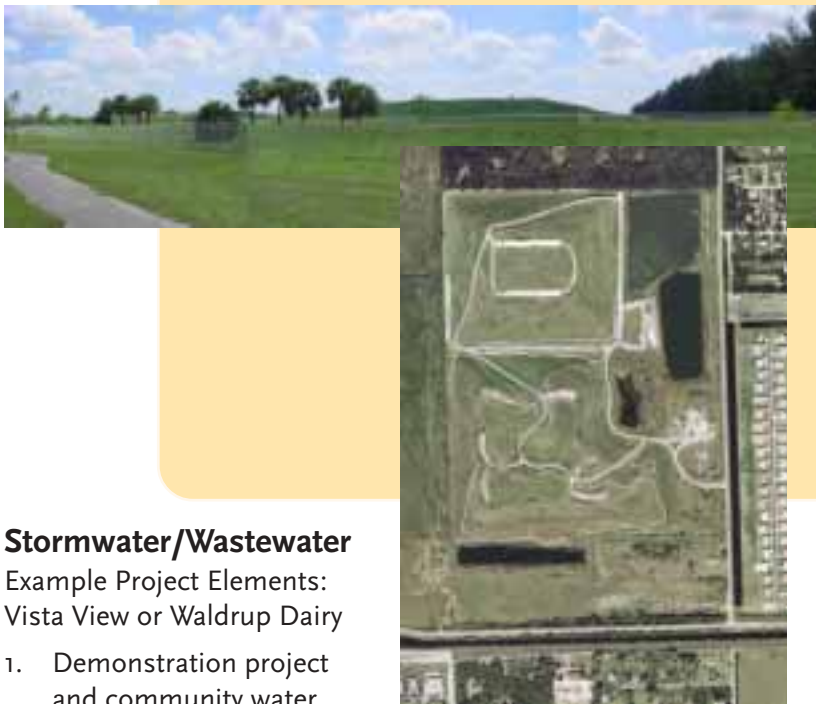 Stormwater/Wastewater
Example Project Elements:
Vista View or Waldrup Dairy
1. Demonstration project
and community water